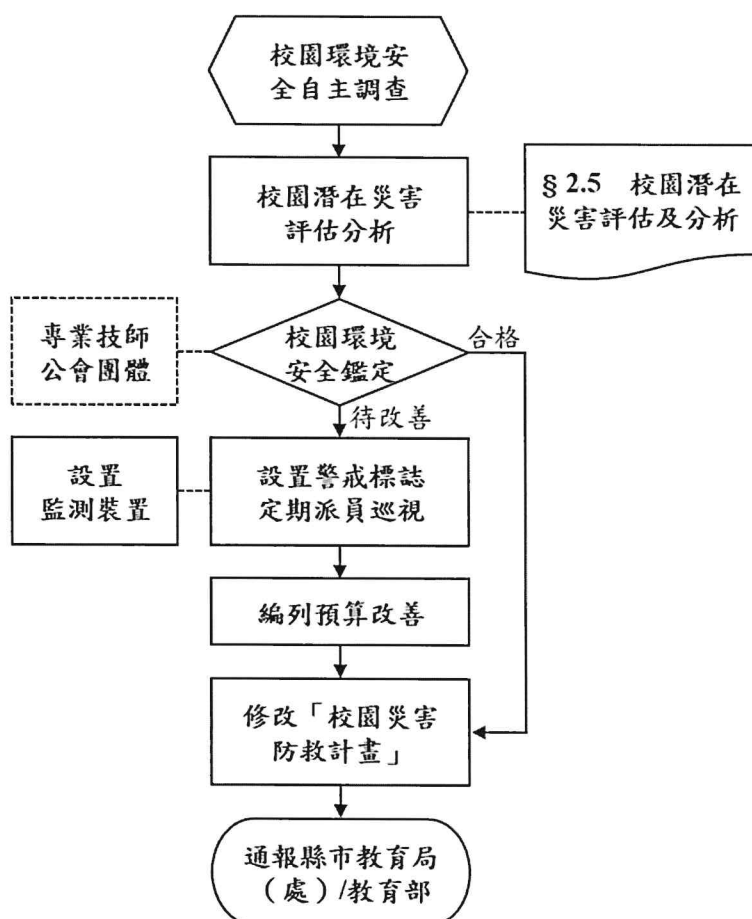 校園環境安
全自主調查
校園潛在災害
評估分析
§ 2.5 校園潛在
災害評估及分析
專業技師
公會團體
校園環境
安全鑑定
合格
待改善
設置
監測裝置
設置警戒標誌
定期派員巡視
編列預算改善
修改「校園災害
防救計畫」
通報縣市教育局
（處）/教育部